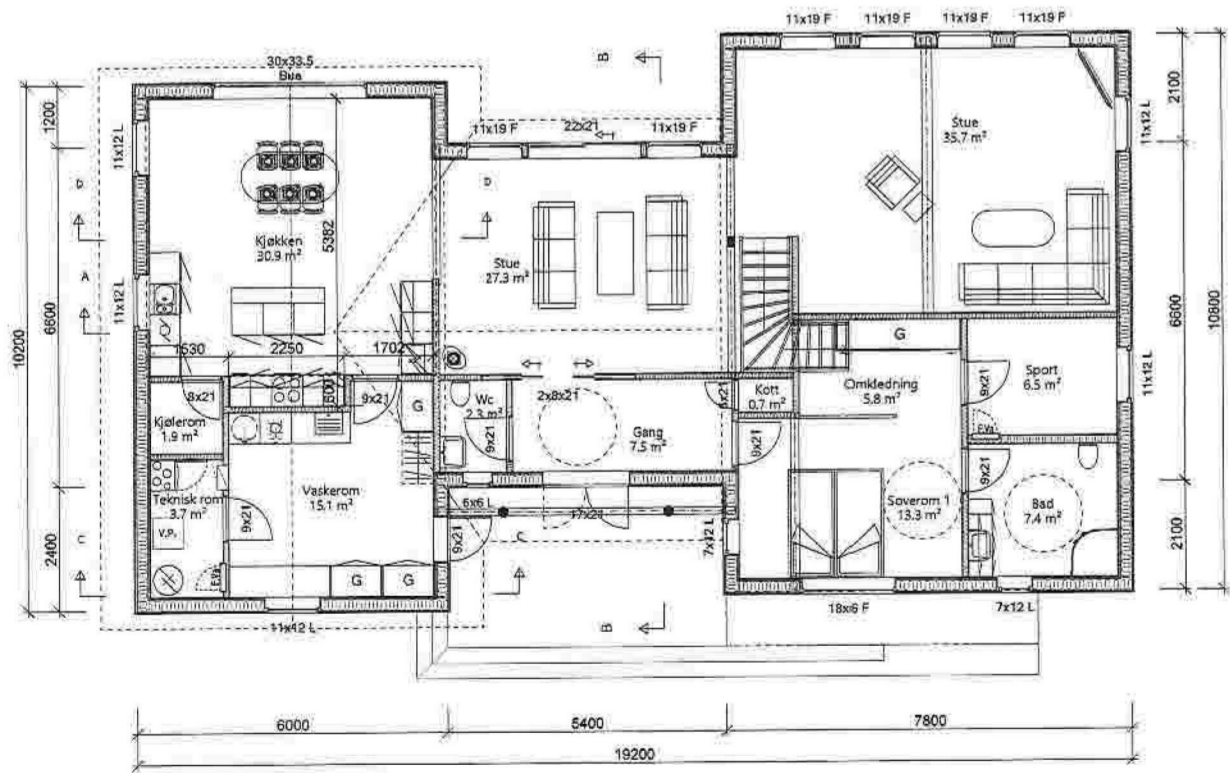 11x19 F
11x19 F
11x19 F
11x19 F
30x33.5
Bua
B
11x19 F
22x21
11x19 F
1200
2100
11x12 L
11x12 L
Stue
35.7 m²
D
D
5382
Kjøkken
30.9 m²
Stue
27.3 m²
A
11x12 L
10200
6600
6600
10800
1530
2250
1702
600
8x21
9x21
G
Kjølerom
1.9 m²
Wc
2.3 m²
9x21
2x8x21
9x21
Kott
0.7 m²
Gang
7.5 m²
G
Omkledning
5.8 m²
9x21
Sport
6.5 m²
F.Va
11x12 L
9x21
9x21
Teknisk rom
3.7 m²
V.P.
F.Va
9x21
Vaskerom
15.1 m²
G
G
6x6 L
17x21
9x21
C
C
7x12 L
Soverom 1
13.3 m²
Bad
7.4 m²
2400
2100
11x12 L
B
18x6 F
7x12 L
6000
5400
7800
19200